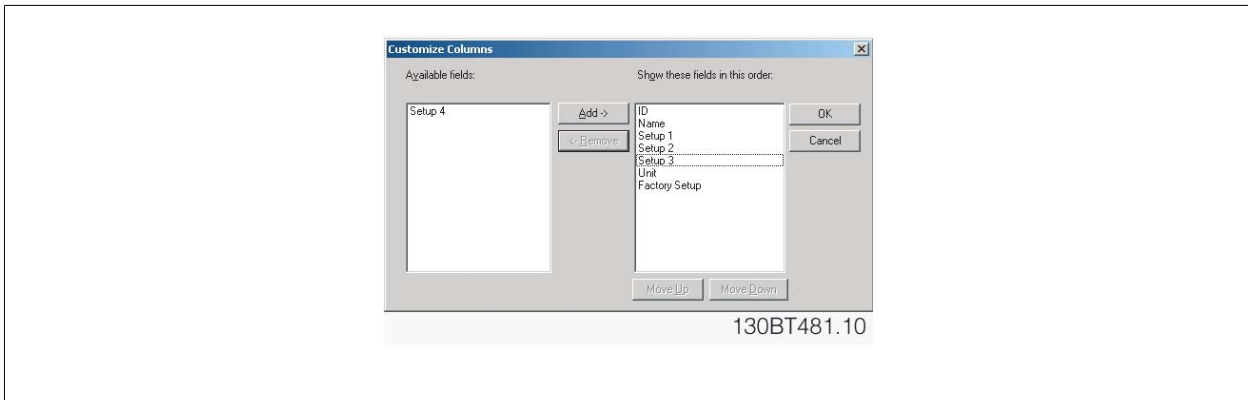 Customize Columns
Available fields:
Show these fields in this order:
Setup 4
Add ->
<- Remove
ID
Name
Setup 1
Setup 2
Setup 3
Unit
Factory Setup
OK
Cancel
Move Up
Move Down
130BT481.10